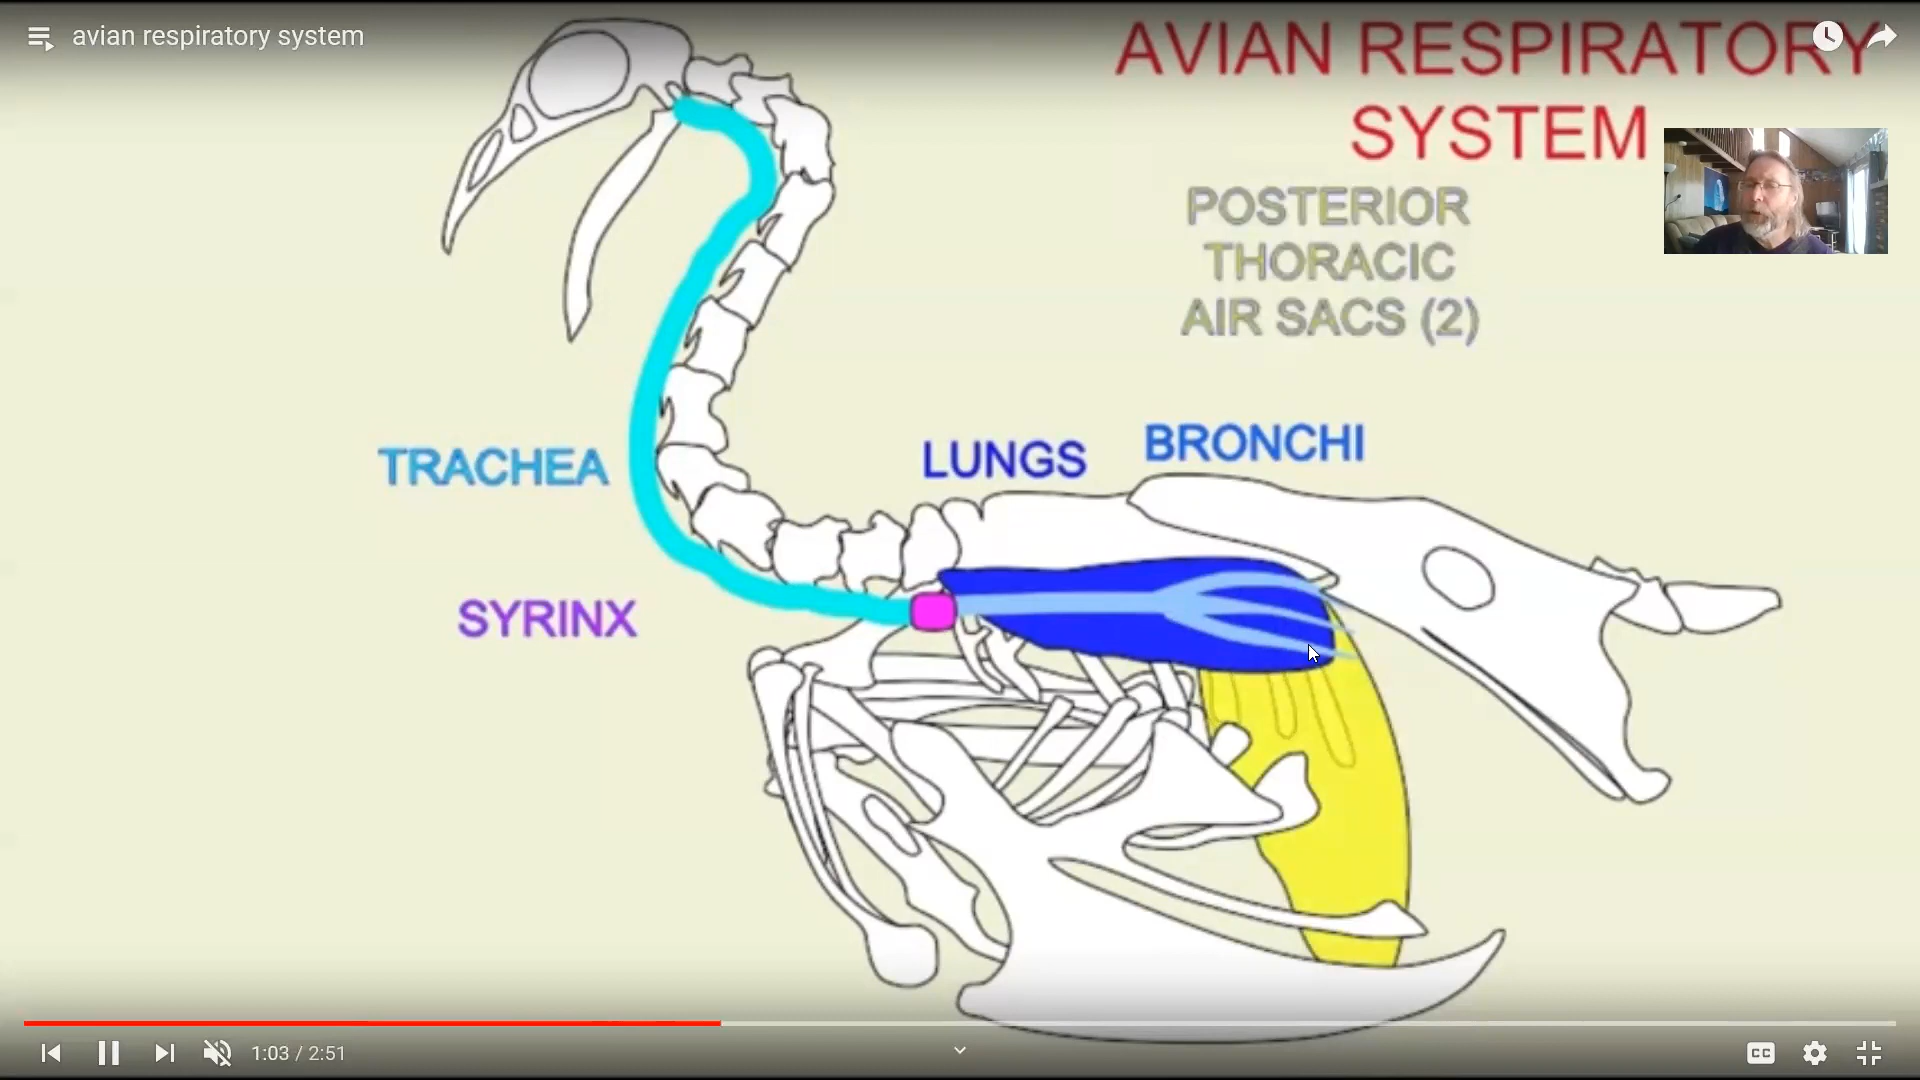 avian respiratory system
AVIAN RESPIRATORY
SYSTEM
POSTERIOR
THORACIC
AIR SACS (2)
LUNGS
BRONCHI
TRACHEA
SYRINX
1:03 / 2:51
CC